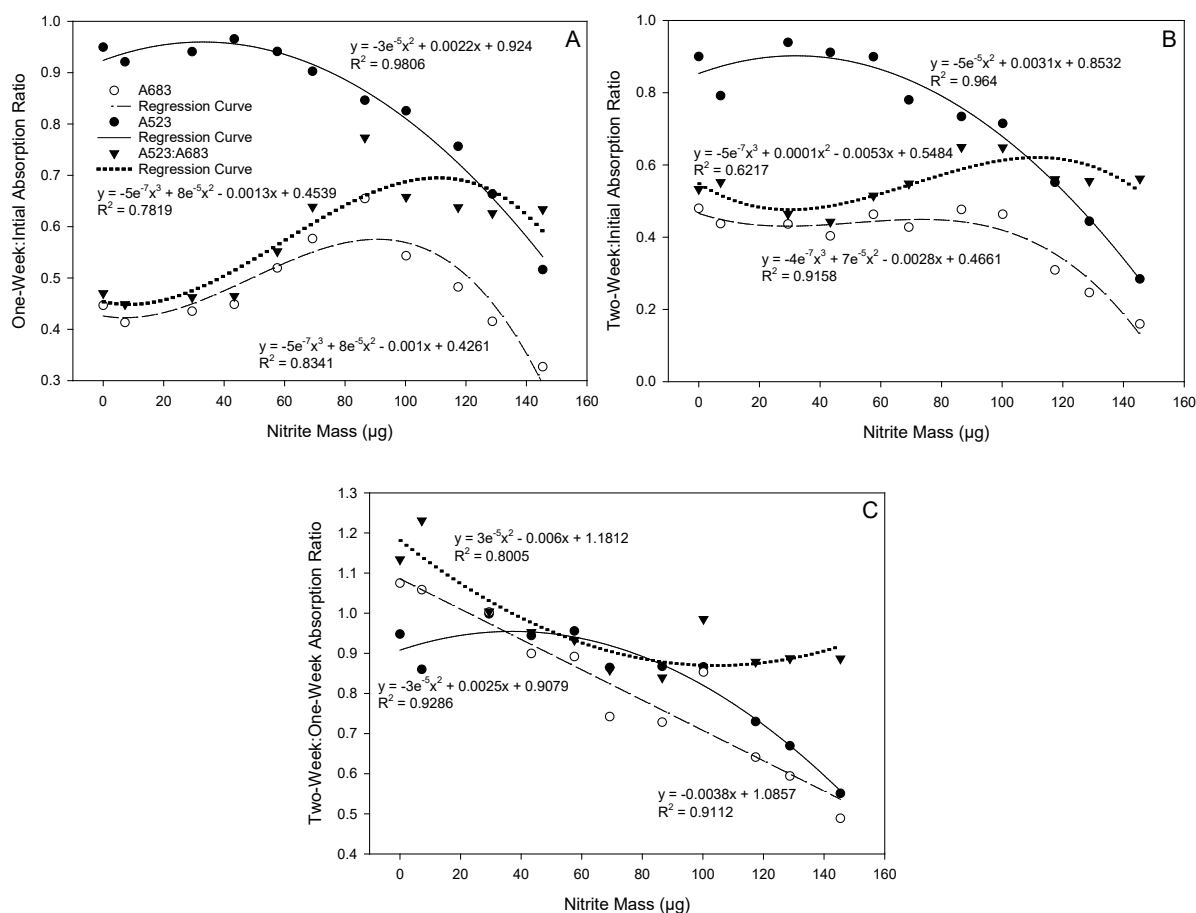 A
y = -3e⁻⁵x² + 0.0022x + 0.924
R² = 0.9806
A683
Regression Curve
A523
Regression Curve
A523:A683
Regression Curve
y = -5e⁻⁷x³ + 8e⁻⁵x² - 0.0013x + 0.4539
R² = 0.7819
y = -5e⁻⁷x³ + 8e⁻⁵x² - 0.001x + 0.4261
R² = 0.8341
One-Week:Initial Absorption Ratio
1.0
0.9
0.8
0.7
0.6
0.5
0.4
0.3
0 20 40 60 80 100 120 140 160
Nitrite Mass (µg)
B
y = -5e⁻⁵x² + 0.0031x + 0.8532
R² = 0.964
y = -5e⁻⁷x³ + 0.0001x² - 0.0053x + 0.5484
R² = 0.6217
y = -4e⁻⁷x³ + 7e⁻⁵x² - 0.0028x + 0.4661
R² = 0.9158
Two-Week:Initial Absorption Ratio
1.0
0.8
0.6
0.4
0.2
0.0
0 20 40 60 80 100 120 140 160
Nitrite Mass (µg)
C
y = 3e⁻⁵x² - 0.006x + 1.1812
R² = 0.8005
y = -3e⁻⁵x² + 0.0025x + 0.9079
R² = 0.9286
y = -0.0038x + 1.0857
R² = 0.9112
Two-Week:One-Week Absorption Ratio
1.3
1.2
1.1
1.0
0.9
0.8
0.7
0.6
0.5
0.4
0 20 40 60 80 100 120 140 160
Nitrite Mass (µg)